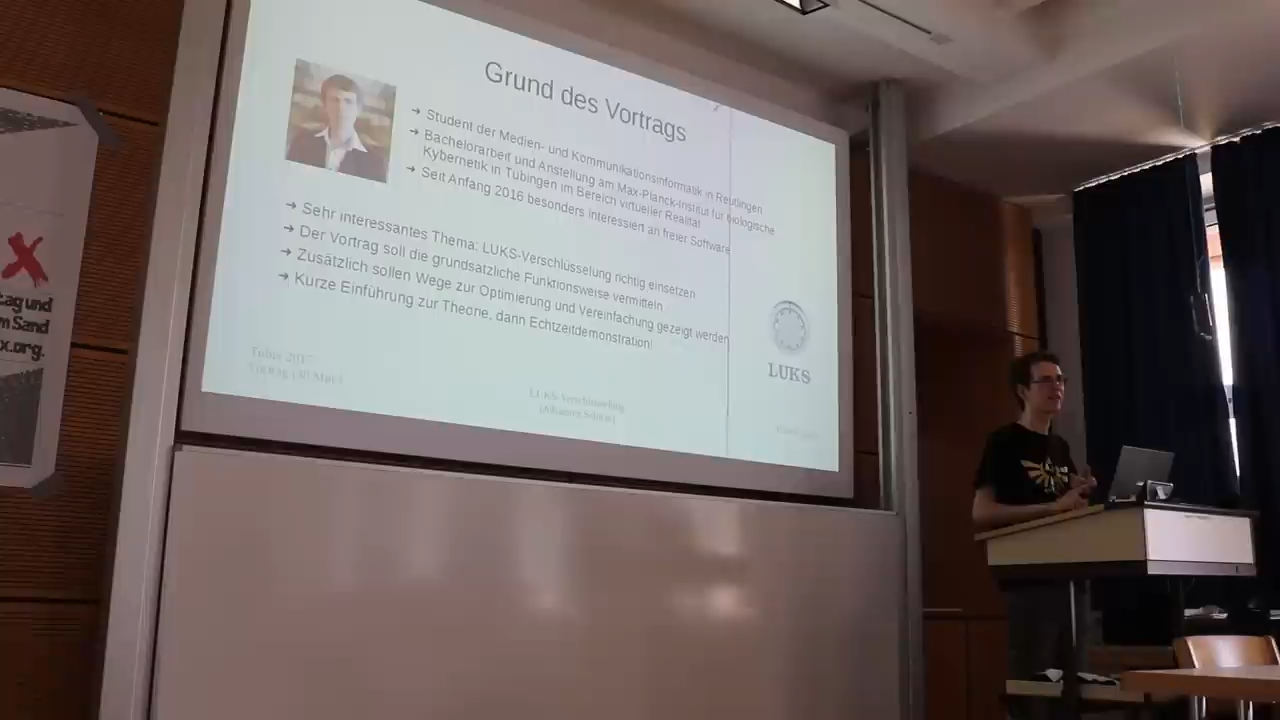 Grund des Vortrags
➔ Student der Medien- und Kommunikationsinformatik in Reutlingen
➔ Bachelorarbeit und Anstellung am Max-Planck-Institut für biologische
Kybernetik in Tübingen im Bereich virtueller Realität
➔ Seit Anfang 2016 besonders interessiert an freier Software
➔ Sehr interessantes Thema: LUKS-Verschlüsselung richtig einsetzen
➔ Der Vortrag soll die grundsätzliche Funktionsweise vermitteln
➔ Zusätzlich sollen Wege zur Optimierung und Vereinfachung gezeigt werden
➔ Kurze Einführung zur Theorie, dann Echtzeitdemonstration!
LUKS
Tübix 2017
LUKS-Verschlüsselung
tag und
m Sand
x.org.